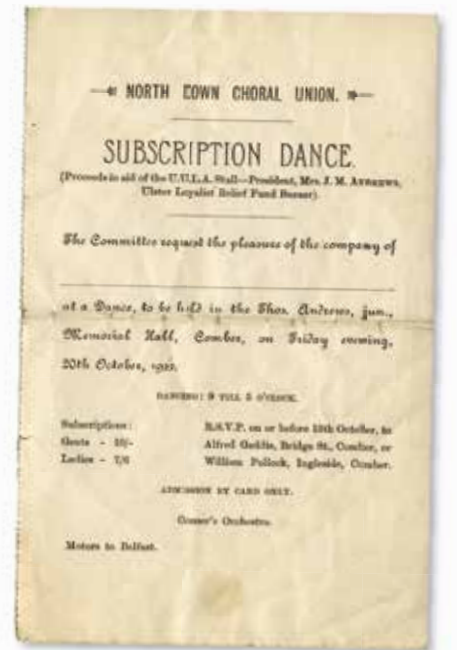 NORTH DOWN CHORAL UNION.
SUBSCRIPTION DANCE.
(Proceeds in aid of the U.U.L.A. Stall—President, Mrs. J. M. ANDREWS,
Ulster Loyalist Relief Fund Bazaar).
The Committee request the pleasure of the company of
at a Dance, to be held in the Thos. Andrews, jun.,
Memorial Hall, Comber, on Friday evening,
20th October, 1922.
DANCING: 9 TILL 5 O'CLOCK.
Subscriptions:
Gents - 10/-
Ladies - 7/6
R.S.V.P. on or before 13th October, to
Alfred Geddis, Bridge St., Comber, or
William Pollock, Ingleside, Comber.
ADMISSION BY CARD ONLY.
Orchestra.
Motors to Belfast.